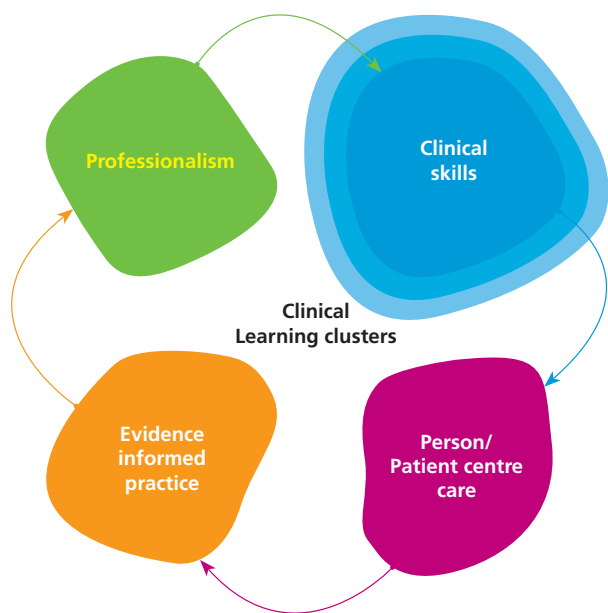 Professionalism
Clinical
skills
Clinical
Learning clusters
Evidence
informed
practice
Person/
Patient centre
care